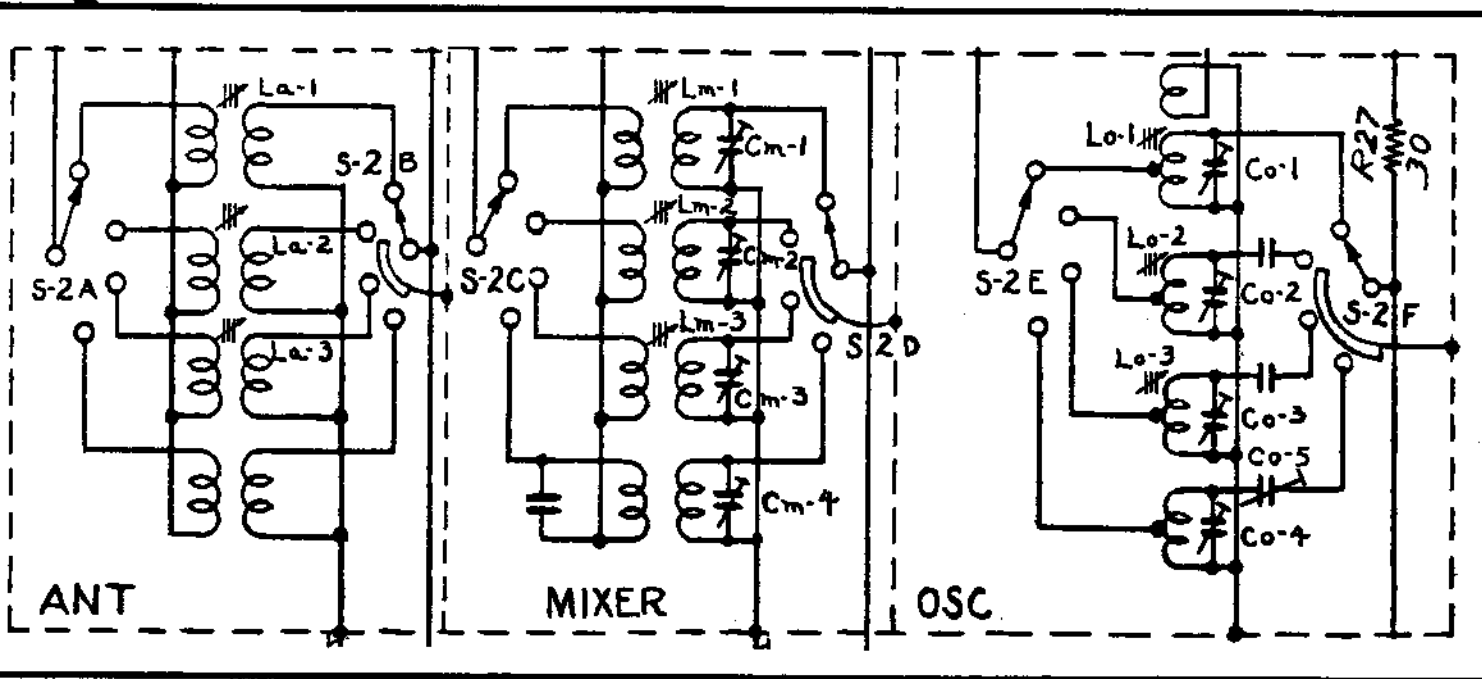 La-1
S-2 B
La-2
S-2A
La-3
ANT
Lm-1
Cm-1
Lm-2
Cm-2
S-2C
Lm-3
S-2 D
Cm-3
Cm-4
MIXER
Lo-1
Co-1
R27
30
Lo-2
S-2E
Co-2
S-2F
Lo-3
Co-3
Co-5
Co-4
OSC